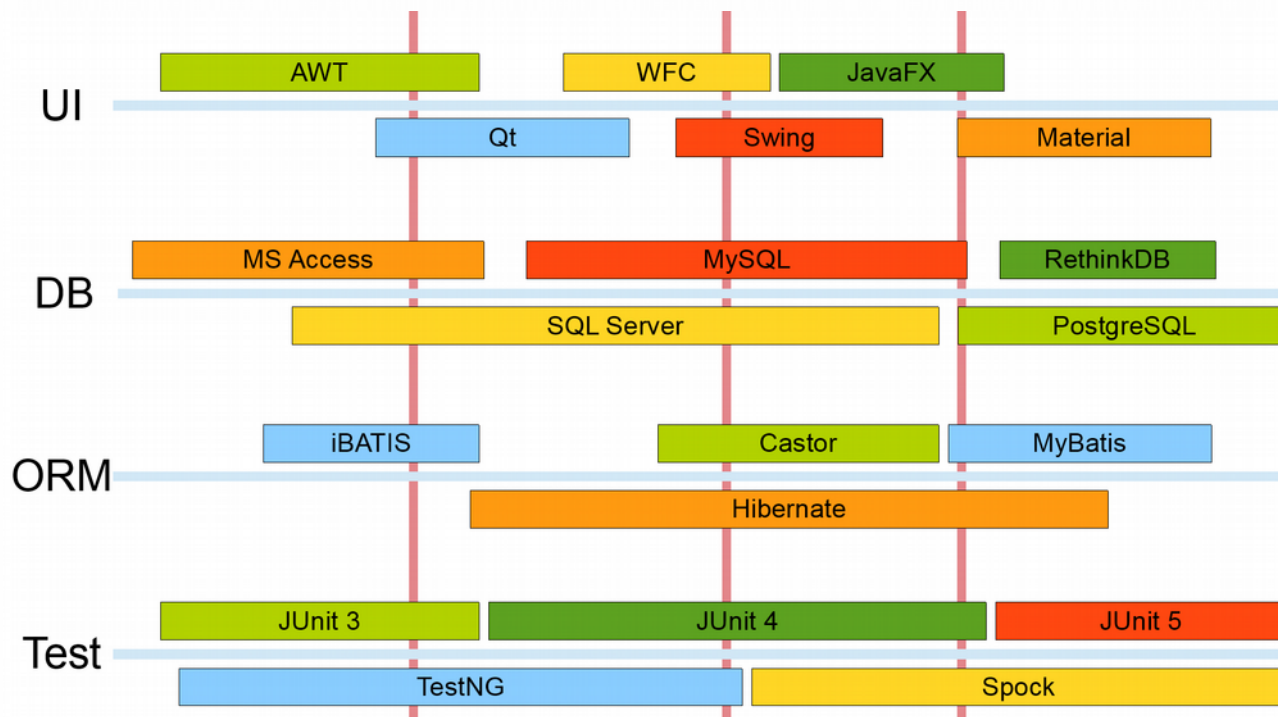 AWT
WFC
JavaFX
UI
Qt
Swing
Material
MS Access
MySQL
RethinkDB
DB
SQL Server
PostgreSQL
iBATIS
Castor
MyBatis
ORM
Hibernate
JUnit 3
JUnit 4
JUnit 5
Test
TestNG
Spock